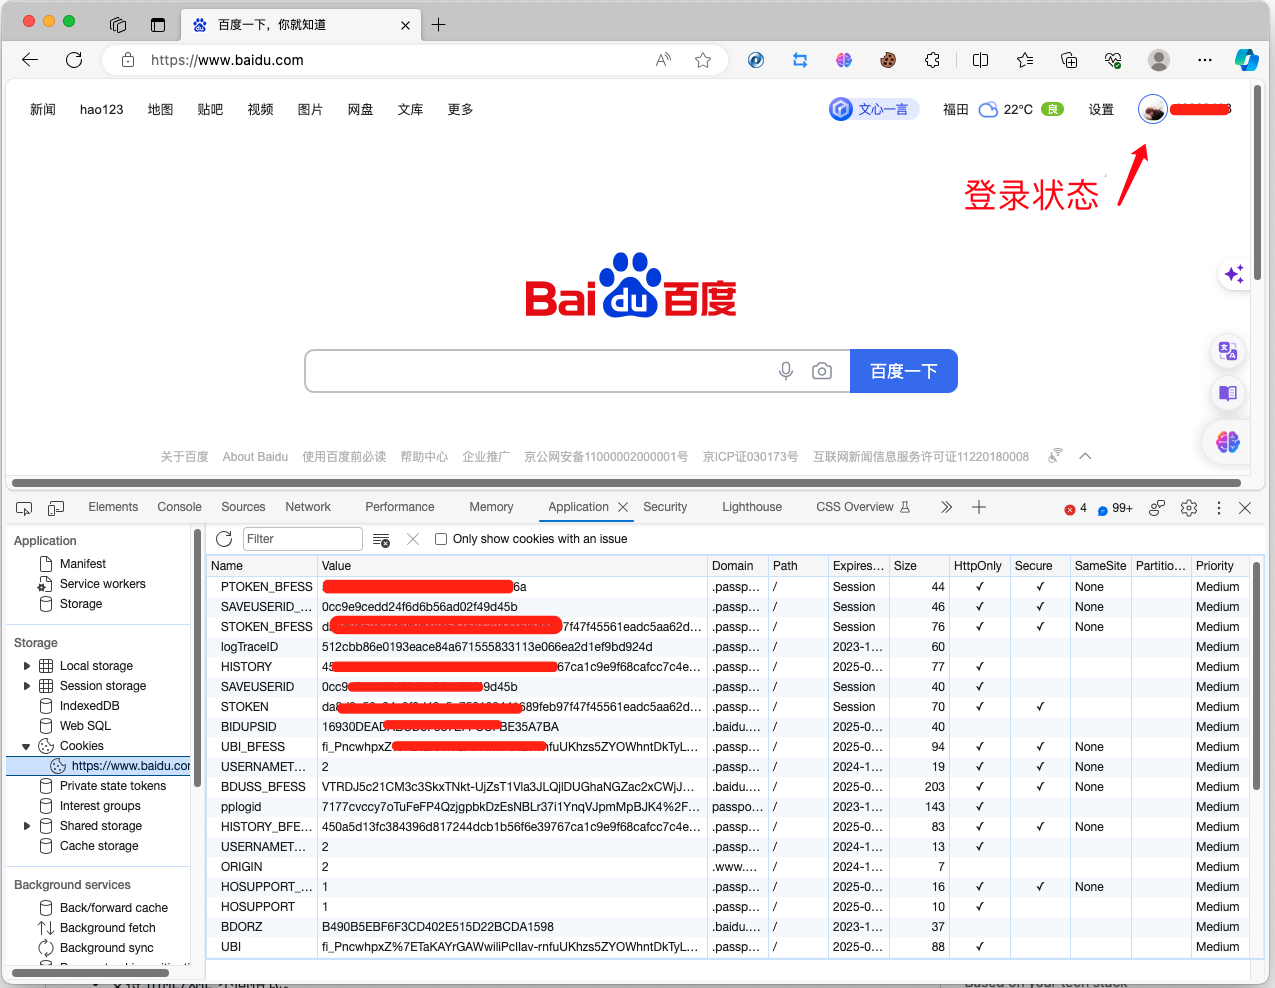 百度一下，你就知道
https://www.baidu.com
新闻 hao123 地图 贴吧 视频 图片 网盘 文库 更多 文心一言 福田 22°C 良 设置
登录状态
Bai du 百度
百度一下
关于百度 About Baidu 使用百度前必读 帮助中心 企业推广 京公网安备11000002000001号 京ICP证030173号 互联网新闻信息服务许可证11220180008
Elements Console Sources Network Performance Memory Application Security Lighthouse CSS Overview 4 99+
Application
Manifest
Service workers
Storage
Storage
Local storage
Session storage
IndexedDB
Web SQL
Cookies
https://www.baidu.cor
Private state tokens
Interest groups
Shared storage
Cache storage
Background services
Back/forward cache
Background fetch
Background sync
Filter Only show cookies with an issue
Name Value Domain Path Expires... Size HttpOnly Secure SameSite Partitio... Priority
PTOKEN_BFESS 6a .passp... / Session 44 ✓ ✓ None Medium
SAVEUSERID_... 0cc9e9cedd24f6d6b56ad02f49d45b .passp... / Session 46 ✓ ✓ None Medium
STOKEN_BFESS 7f47f45561eadc5aa62d... .passp... / Session 76 ✓ ✓ None Medium
logTraceID 512cbb86e0193eace84a671555833113e066ea2d1ef9bd924d .passp... / 2023-1... 60 Medium
HISTORY 45 67ca1c9e9f68cafcc7c4e... .passp... / 2025-0... 77 ✓ Medium
SAVEUSERID 0cc9 9d45b .passp... / Session 40 ✓ Medium
STOKEN da 689feb97f47f45561eadc5aa62d... .passp... / Session 70 ✓ ✓ Medium
BIDUPSID 16930DEAD BE35A7BA .baidu.... / 2025-0... 40 Medium
UBI_BFESS fi_PncwhpxZ nfuUKhzs5ZYOWhntDkTyL... .passp... / 2025-0... 94 ✓ ✓ None Medium
USERNAMET... 2 .passp... / 2024-1... 19 ✓ ✓ None Medium
BDUSS_BFESS VTRDJ5c21CM3c3SkxTNkt-UjZsT1Vla3JLQjlDUGhaNGZac2xCWjJ... .baidu.... / 2025-0... 203 ✓ ✓ None Medium
pplogid 7177cvccy7oTuFeFP4QzjgpbkDzEsNBLr37i1YnqVJpmMpBJK4%2F... passpo... / 2023-1... 143 ✓ Medium
HISTORY_BFE... 450a5d13fc384396d817244dcb1b56f6e39767ca1c9e9f68cafcc7c4e... .passp... / 2025-0... 83 ✓ ✓ None Medium
USERNAMET... 2 .passp... / 2024-1... 13 ✓ Medium
ORIGIN 2 .www.... / 2024-1... 7 Medium
HOSUPPORT_... 1 .passp... / 2025-0... 16 ✓ ✓ None Medium
HOSUPPORT 1 .passp... / 2025-0... 10 ✓ Medium
BDORZ B490B5EBF6F3CD402E515D22BCDA1598 .baidu.... / 2023-1... 37 Medium
UBI fi_PncwhpxZ%7ETaKAYrGAWwiliPcIlav-rnfuUKhzs5ZYOWhntDkTyL... .passp... / 2025-0... 88 ✓ Medium